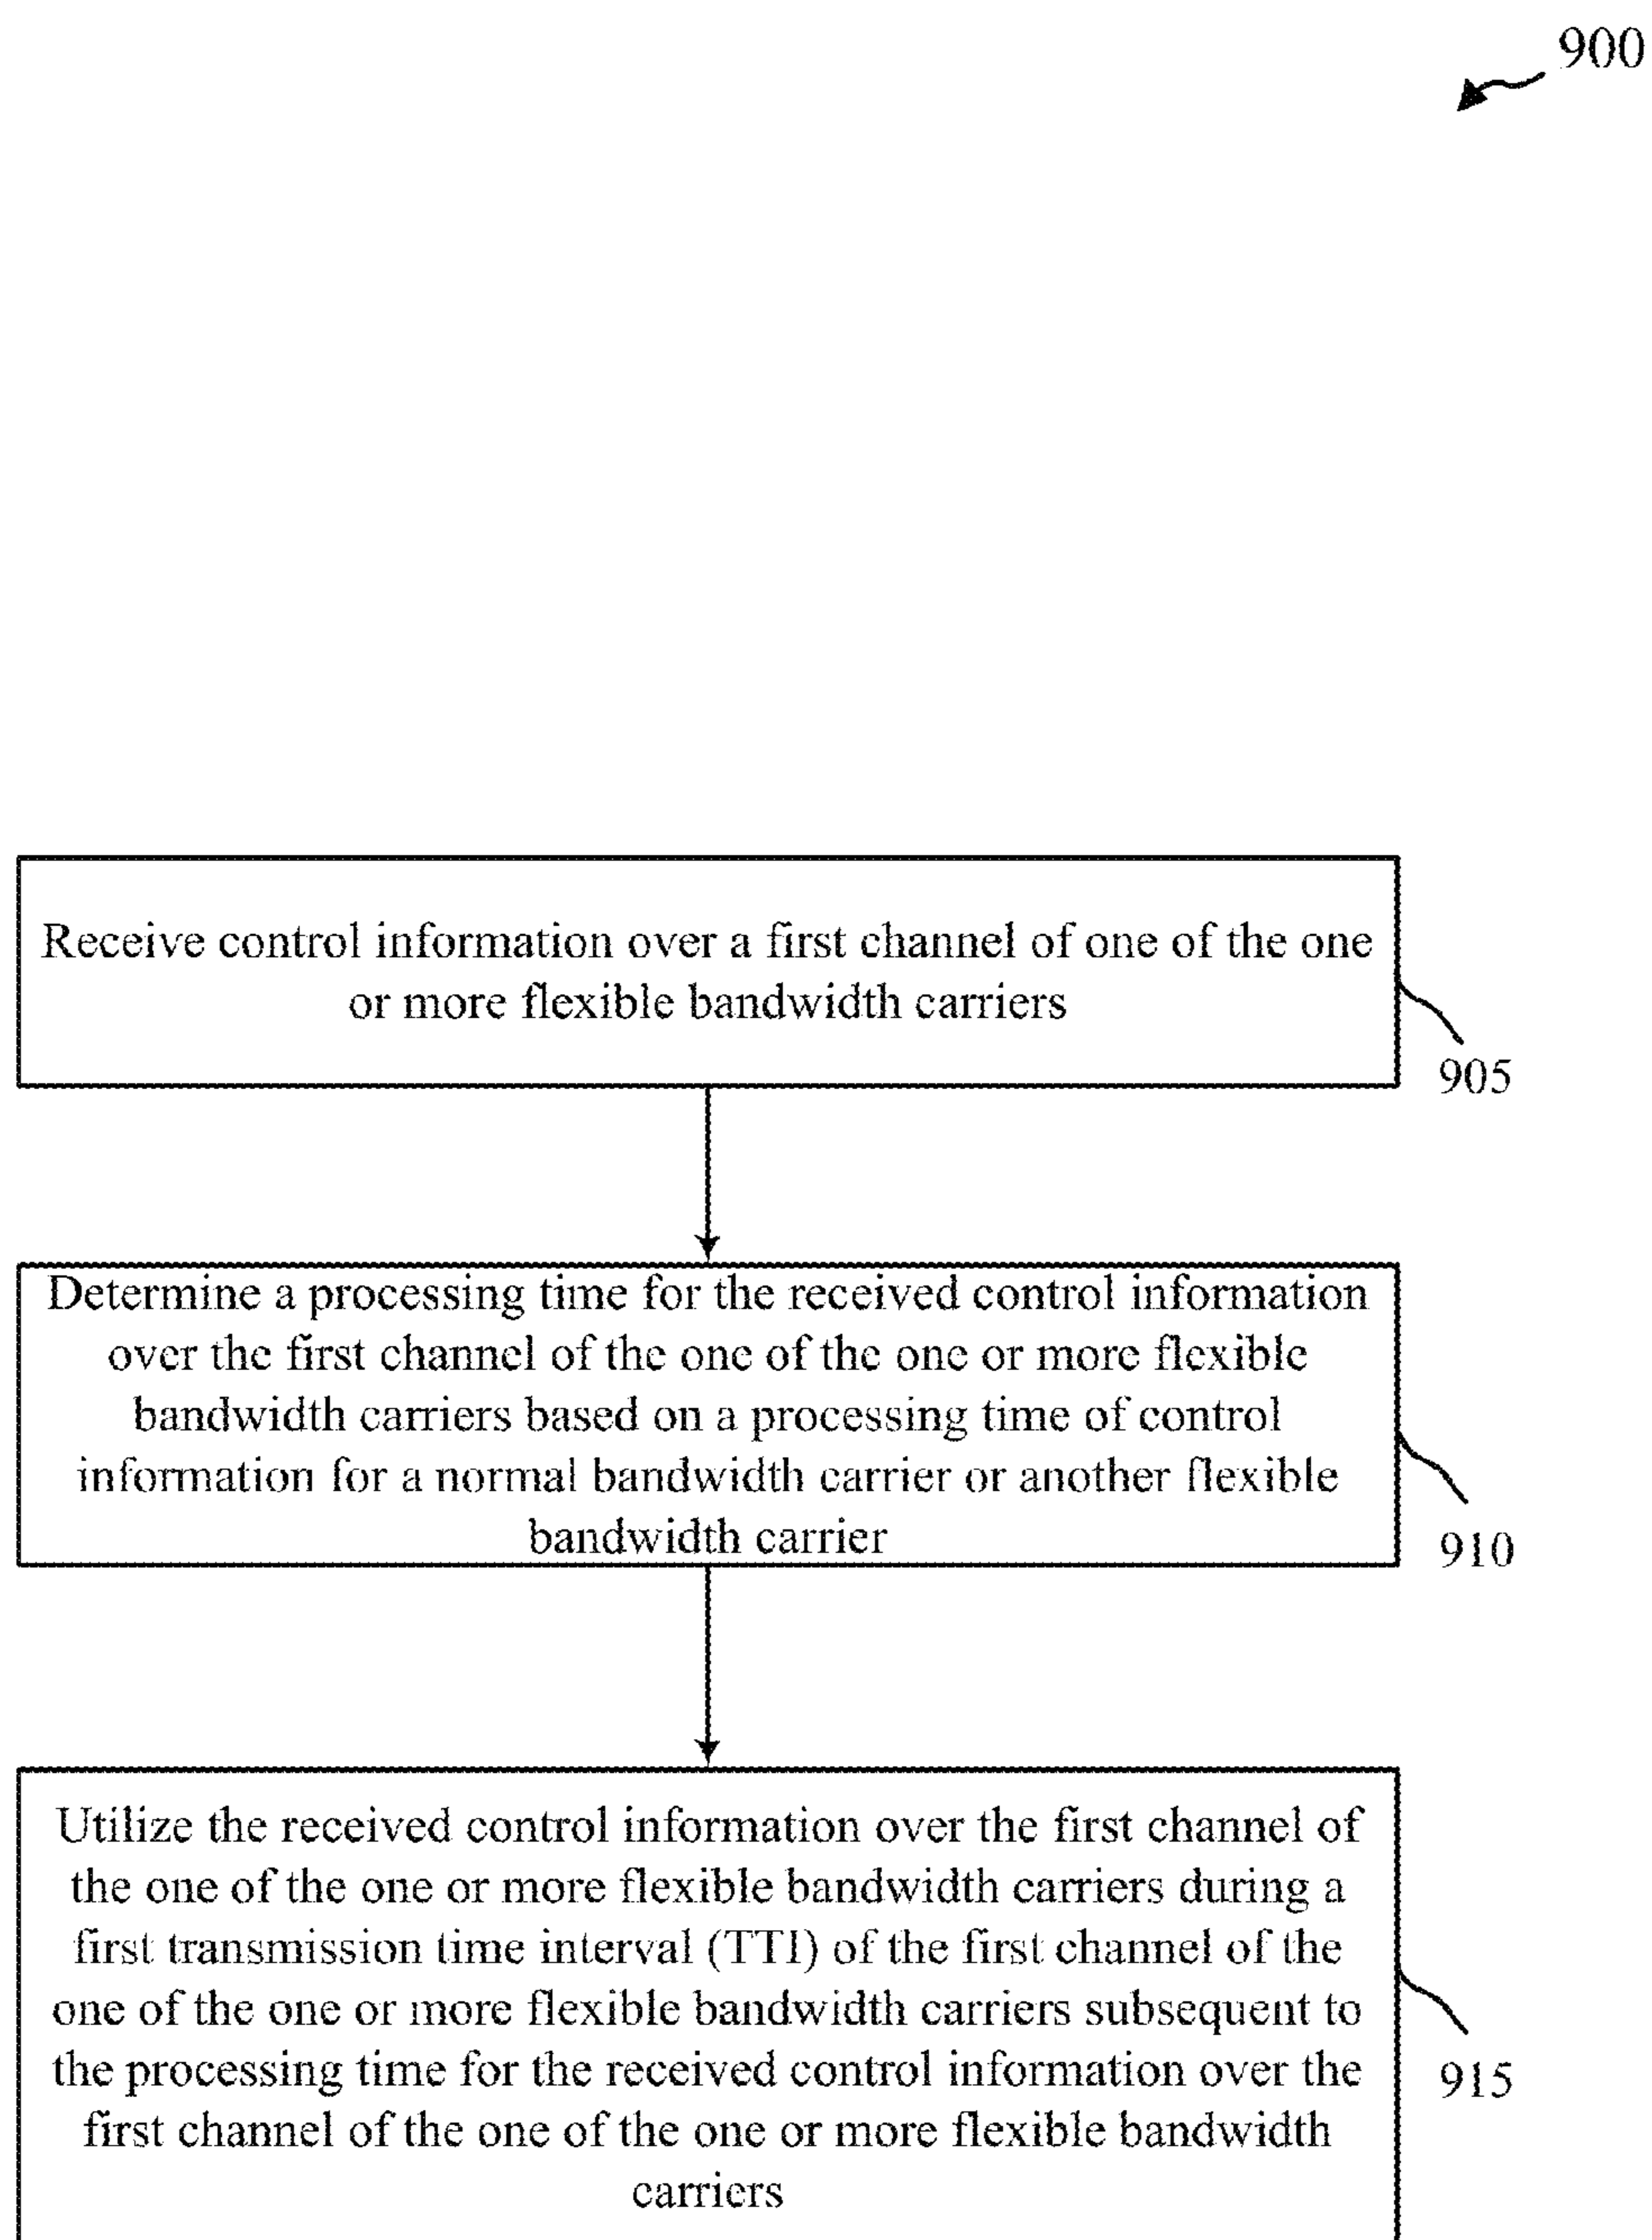 900
Receive control information over a first channel of one of the one
or more flexible bandwidth carriers
905
Determine a processing time for the received control information
over the first channel of the one of the one or more flexible
bandwidth carriers based on a processing time of control
information for a normal bandwidth carrier or another flexible
bandwidth carrier
910
Utilize the received control information over the first channel of
the one of the one or more flexible bandwidth carriers during a
first transmission time interval (TTI) of the first channel of the
one of the one or more flexible bandwidth carriers subsequent to
the processing time for the received control information over the
first channel of the one of the one or more flexible bandwidth
carriers
915